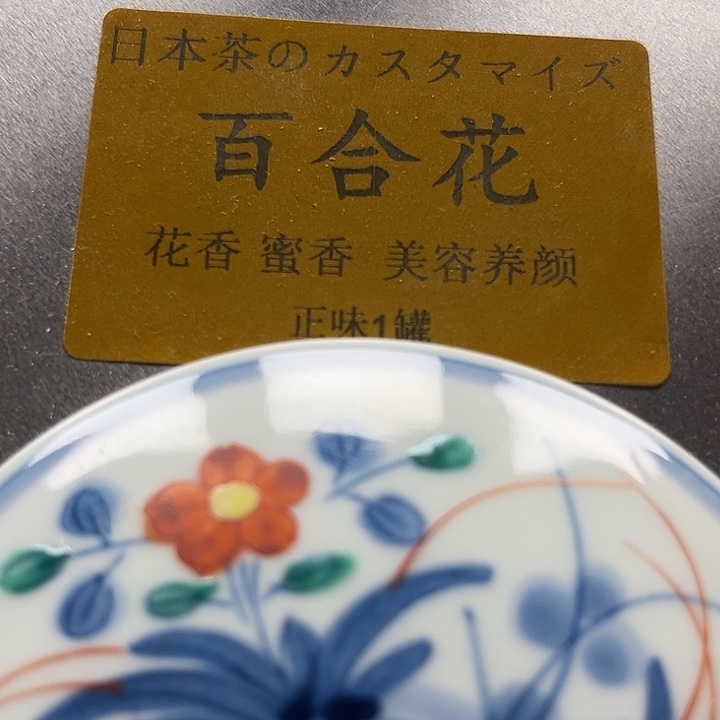 日本茶のカスタマイズ
百合花
花香 蜜香 美容养颜
正味1罐